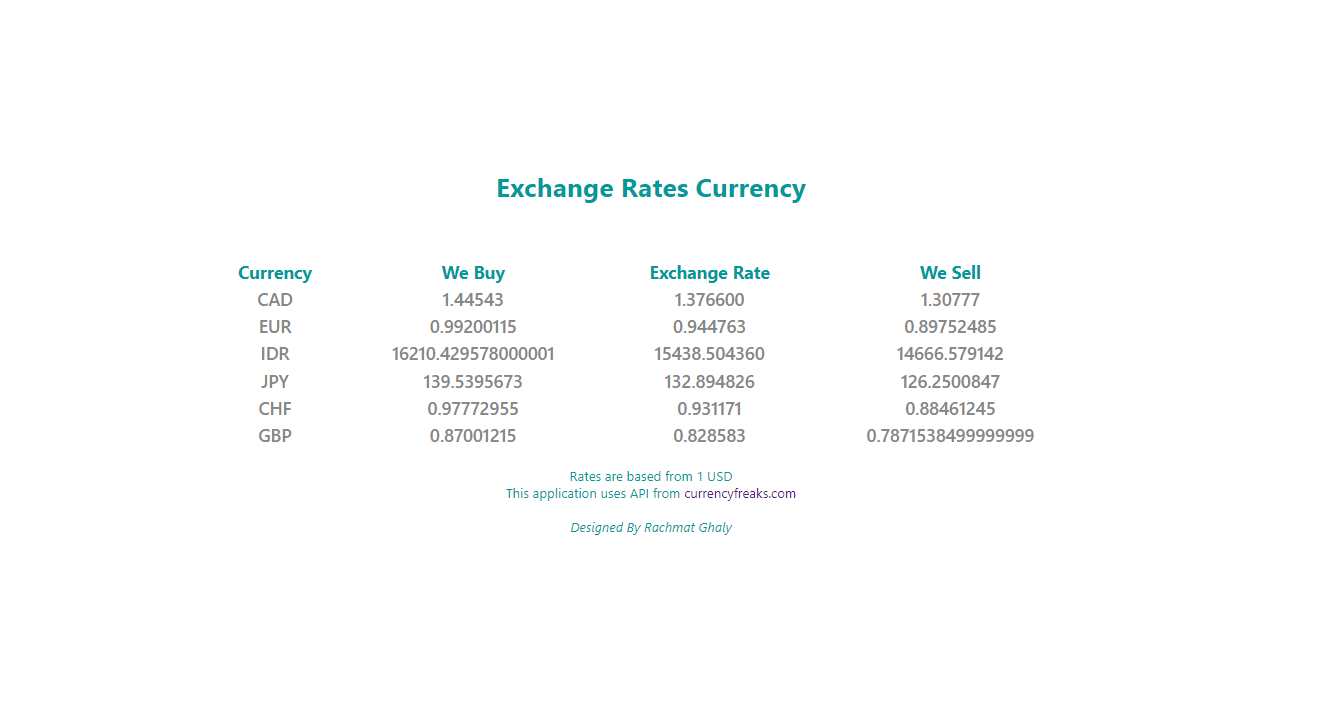 Exchange Rates Currency
Currency We Buy Exchange Rate We Sell
CAD 1.44543 1.376600 1.30777
EUR 0.99200115 0.944763 0.89752485
IDR 16210.429578000001 15438.504360 14666.579142
JPY 139.5395673 132.894826 126.2500847
CHF 0.97772955 0.931171 0.88461245
GBP 0.87001215 0.828583 0.7871538499999999
Rates are based from 1 USD
This application uses API from currencyfreaks.com
Designed By Rachmat Ghaly